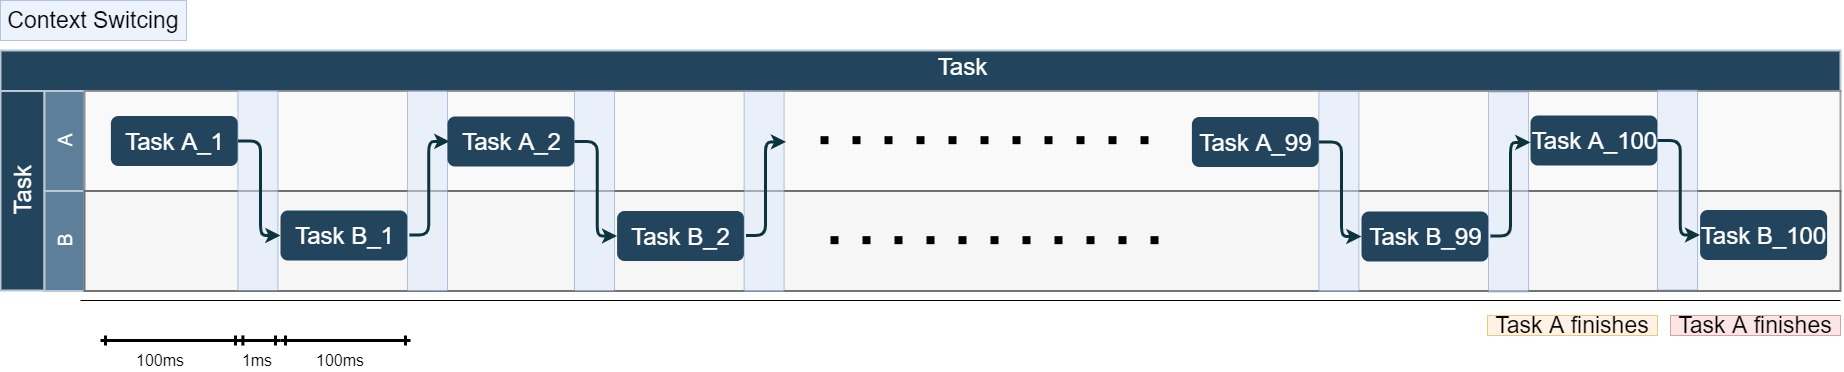 Context Switcing
Task
Task
A
Task A_1
Task A_2
Task A_99
Task A_100
B
Task B_1
Task B_2
Task B_99
Task B_100
Task A finishes
Task A finishes
100ms
1ms
100ms